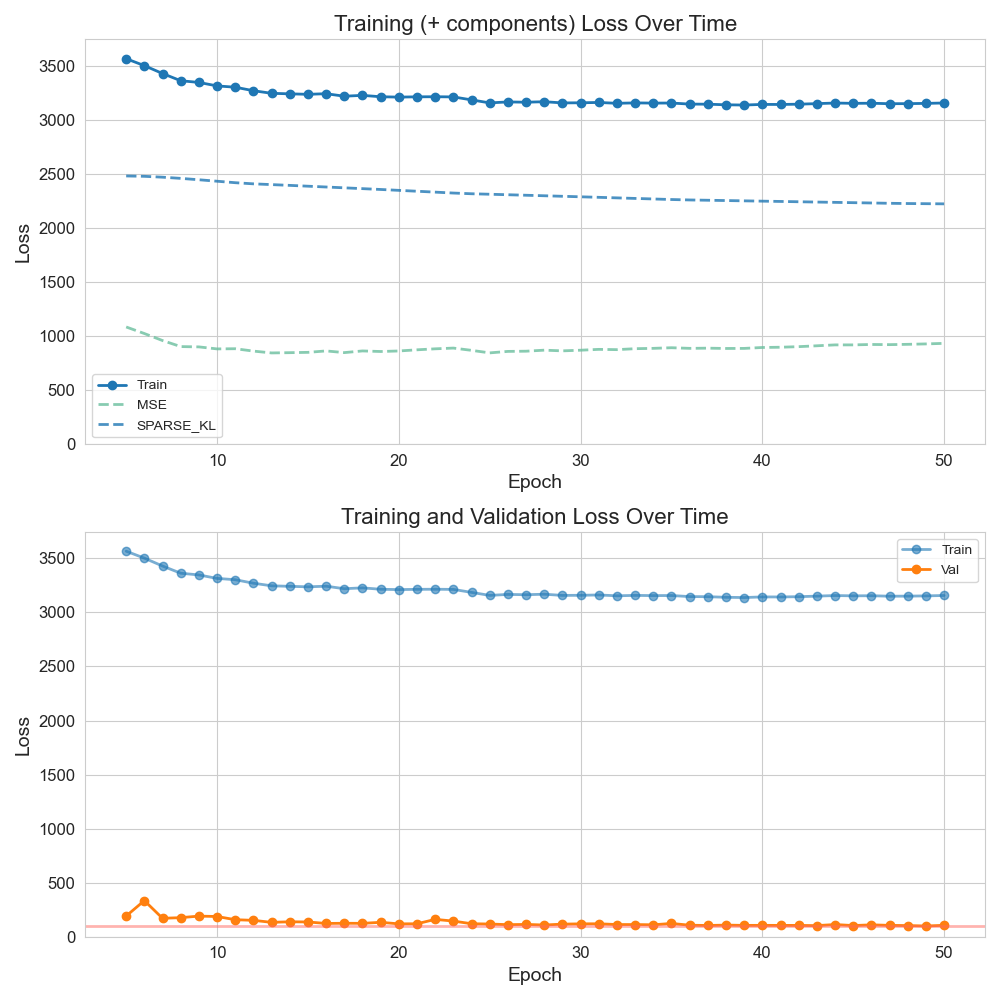 Training (+ components) Loss Over Time
3500
3000
2500
2000
1500
1000
500
0
Loss
Train
MSE
SPARSE_KL
10
20
30
40
50
Epoch
Training and Validation Loss Over Time
3500
3000
2500
2000
1500
1000
500
0
Loss
Train
Val
10
20
30
40
50
Epoch